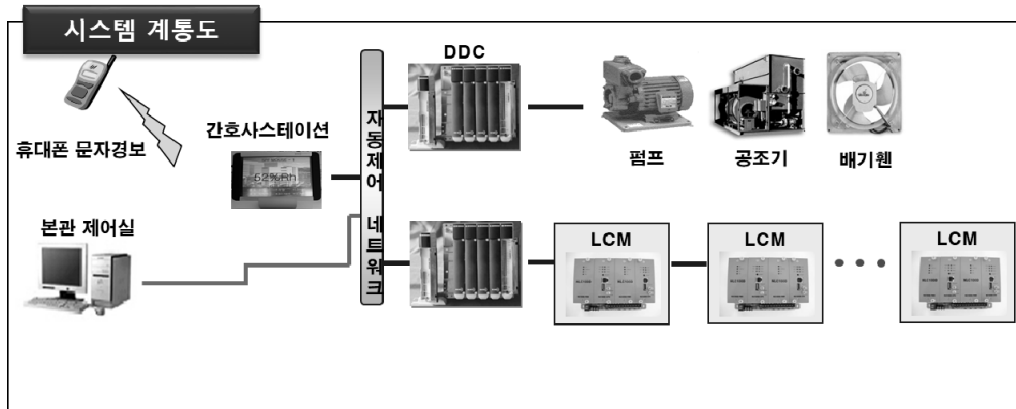 시스템 계통도
휴대폰 문자경보
간호사스테이션
52%Rh
본관 제어실
자동제어 네트워크
DDC
펌프
공조기
배기휀
LCM
LCM
LCM